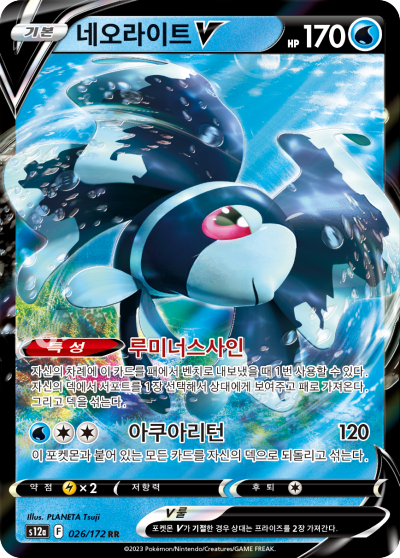 기본 네오라이트 V HP 170
특성 루미너스사인
자신의 차례에 이 카드를 패에서 벤치로 내보냈을 때 1번 사용할 수 있다.
자신의 덱에서 서포트를 1장 선택해서 상대에게 보여주고 패로 가져온다.
그리고 덱을 섞는다.
아쿠아리턴 120
이 포켓몬과 붙어 있는 모든 카드를 자신의 덱으로 되돌리고 섞는다.
약점 ×2 저항력 후퇴
Illus. PLANETA Tsuji
V룰
s12a F 026/172 RR
포켓몬 V가 기절한 경우 상대는 프라이즈를 2장 가져간다.
©2023 Pokémon/Nintendo/Creatures/GAME FREAK.